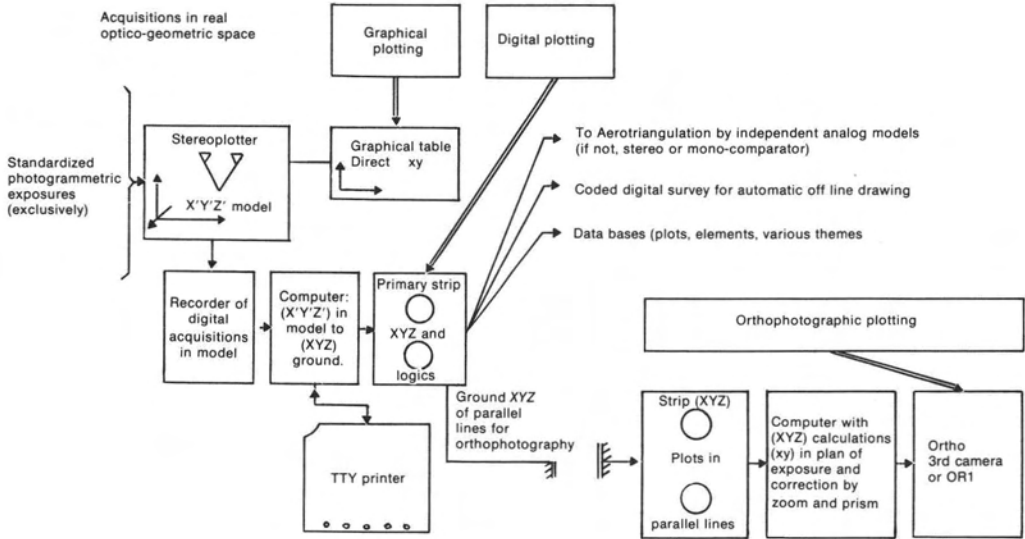 Acquisitions in real
optico-geometric space
Graphical
plotting
Digital plotting
Standardized
photogrammetric
exposures
(exclusively)
Stereoplotter
X'Y'Z' model
Graphical table
Direct xy
To Aerotriangulation by independent analog models
(if not, stereo or mono-comparator)
Coded digital survey for automatic off line drawing
Data bases (plots, elements, various themes
Recorder of
digital
acquisitions
in model
Computer:
(X'Y'Z') in
model to
(XYZ)
ground.
Primary strip
XYZ and
logics
TTY printer
Ground XYZ
of parallel
lines for
orthophotography
Orthophotographic plotting
Strip (XYZ)
Plots in
parallel lines
Computer with
(XYZ) calculations
(xy) in plan of
exposure and
correction by
zoom and prism
Ortho
3rd camera
or OR1